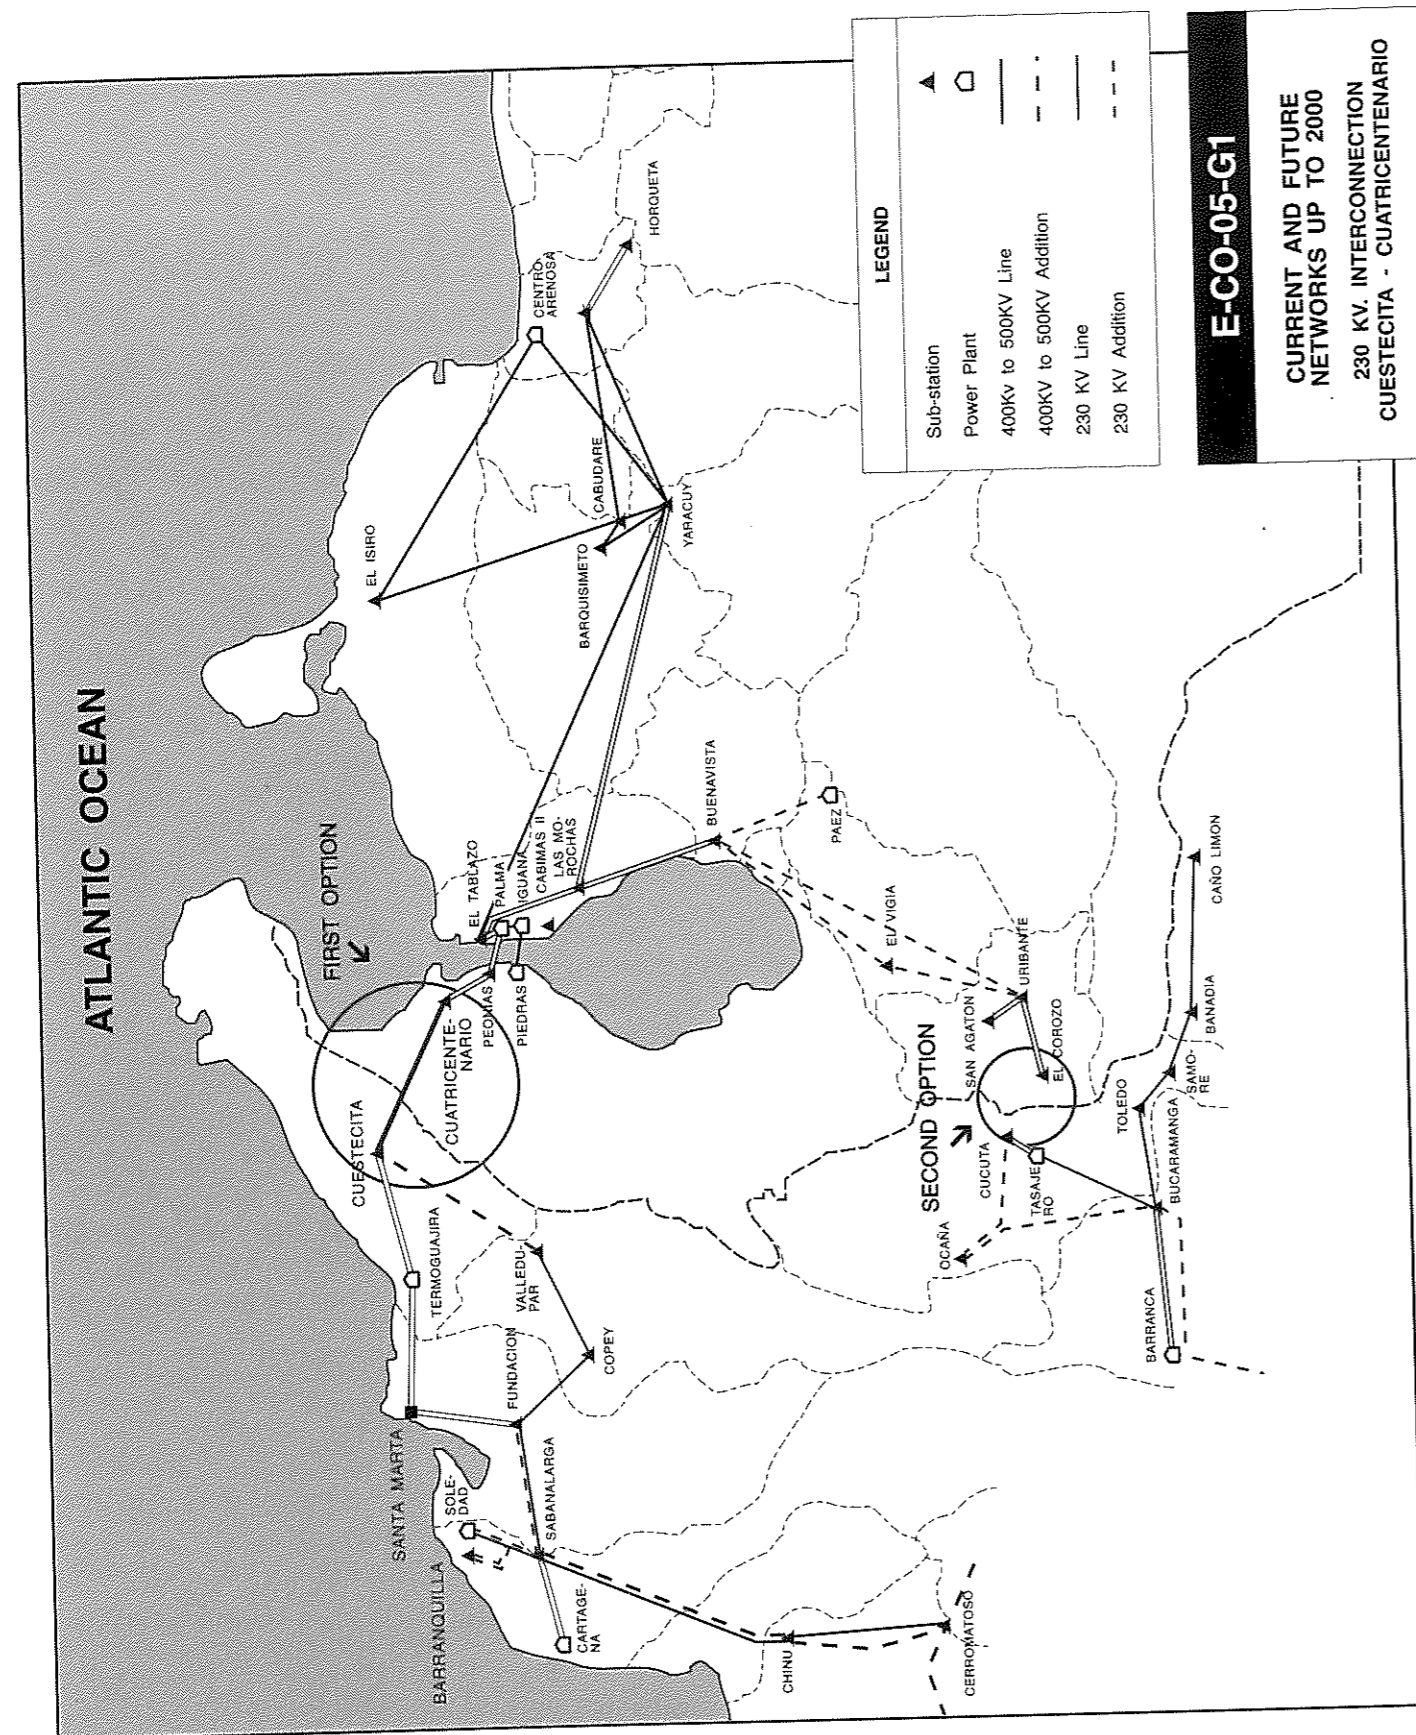 ATLANTIC OCEAN
FIRST OPTION
SECOND OPTION
BARRANQUILLA
SANTA MARTA
SOLE-
DAD
CARTAGE-
NA
SABANALARGA
FUNDACION
COPEY
VALLEDU-
PAR
TERMOGUAJIRA
CUESTECITA
CUATRICENTE-
NARIO
PEONIAS
PIEDRAS
EL TABLAZO
PALMA
IGUANA
CABIMAS II
LAS MO-
ROCHAS
EL ISIRO
BARQUISIMETO
CABUDARE
YARACUY
CENTRO
ARENOSA
HORQUETA
BUENAVISTA
PAEZ
EL VIGIA
URIBANTE
SAN AGATON
EL COROZO
CUCUTA
TASAJE-
RO
OCAÑA
TOLEDO
SAMO-
RE
BANADIA
CAÑO LIMON
BUCARAMANGA
BARRANCA
CHINU
CERROMATOSO
LEGEND
Sub-station
Power Plant
400Kv to 500KV Line
400KV to 500KV Addition
230 KV Line
230 KV Addition
E-CO-05-G1
CURRENT AND FUTURE
NETWORKS UP TO 2000
230 KV. INTERCONNECTION
CUESTECITA - CUATRICENTENARIO